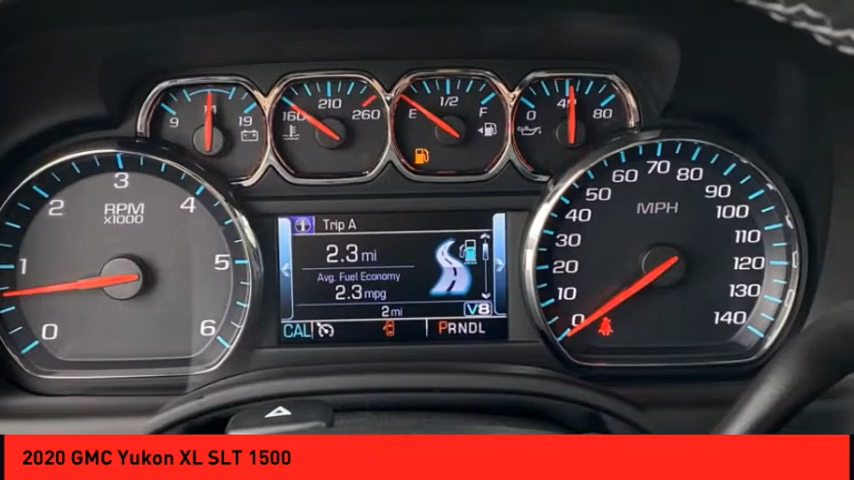 9
19
160
210
260
E
1/2
F
0
40
80
0
1
2
3
4
5
6
RPM
X1000
Trip A
2.3 mi
Avg. Fuel Economy
2.3 mpg
2 mi
V8
CAL
PRNDL
0
10
20
30
40
50
60
70
80
90
100
110
120
130
140
MPH
2020 GMC Yukon XL SLT 1500